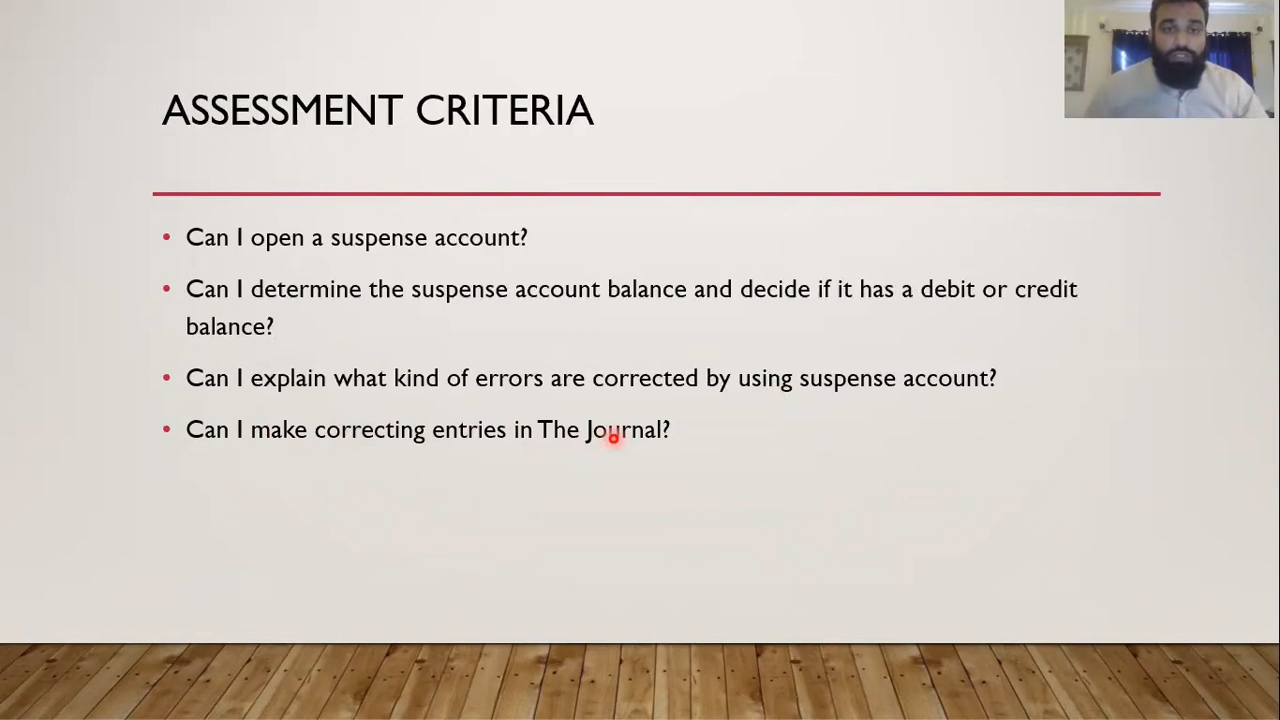 ASSESSMENT CRITERIA
• Can I open a suspense account?
• Can I determine the suspense account balance and decide if it has a debit or credit
balance?
• Can I explain what kind of errors are corrected by using suspense account?
• Can I make correcting entries in The Journal?